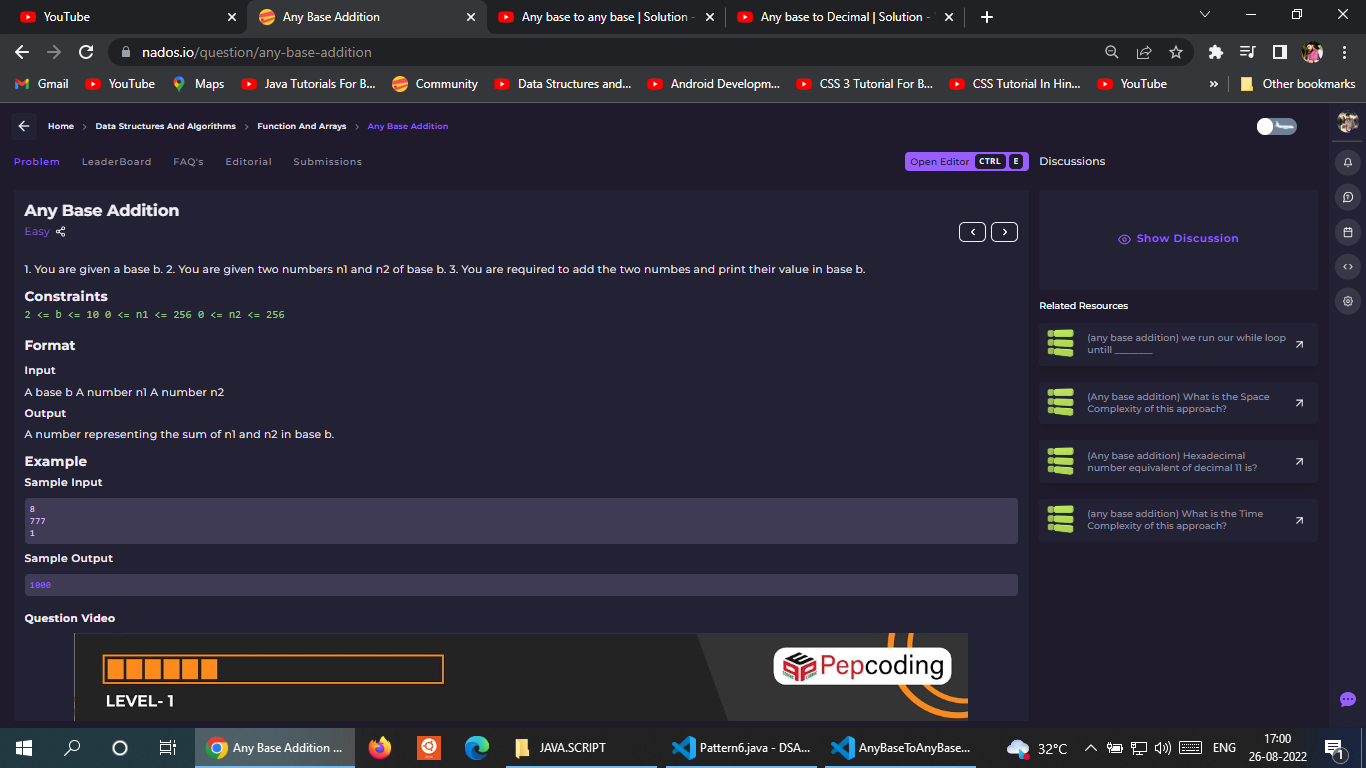 YouTube
Any Base Addition
Any base to any base | Solution -
Any base to Decimal | Solution -
nados.io/question/any-base-addition
Gmail
YouTube
Maps
Java Tutorials For B...
Community
Data Structures and...
Android Developm...
CSS 3 Tutorial For B...
CSS Tutorial In Hin...
YouTube
»
Other bookmarks
Home > Data Structures And Algorithms > Function And Arrays > Any Base Addition
Problem
LeaderBoard
FAQ's
Editorial
Submissions
Open Editor CTRL E
Discussions
Any Base Addition
Easy
1. You are given a base b. 2. You are given two numbers n1 and n2 of base b. 3. You are required to add the two numbes and print their value in base b.
Constraints
2 <= b <= 10 0 <= n1 <= 256 0 <= n2 <= 256
Format
Input
A base b A number n1 A number n2
Output
A number representing the sum of n1 and n2 in base b.
Example
Sample Input
8
777
1
Sample Output
1000
Question Video
Pepcoding
LEVEL- 1
Show Discussion
Related Resources
(any base addition) we run our while loop
untill ________
(Any base addition) What is the Space
Complexity of this approach?
(Any base addition) Hexadecimal
number equivalent of decimal 11 is?
(any base addition) What is the Time
Complexity of this approach?
Any Base Addition ...
JAVA.SCRIPT
Pattern6.java - DSA...
AnyBaseToAnyBase...
32°C
ENG
17:00
26-08-2022
1